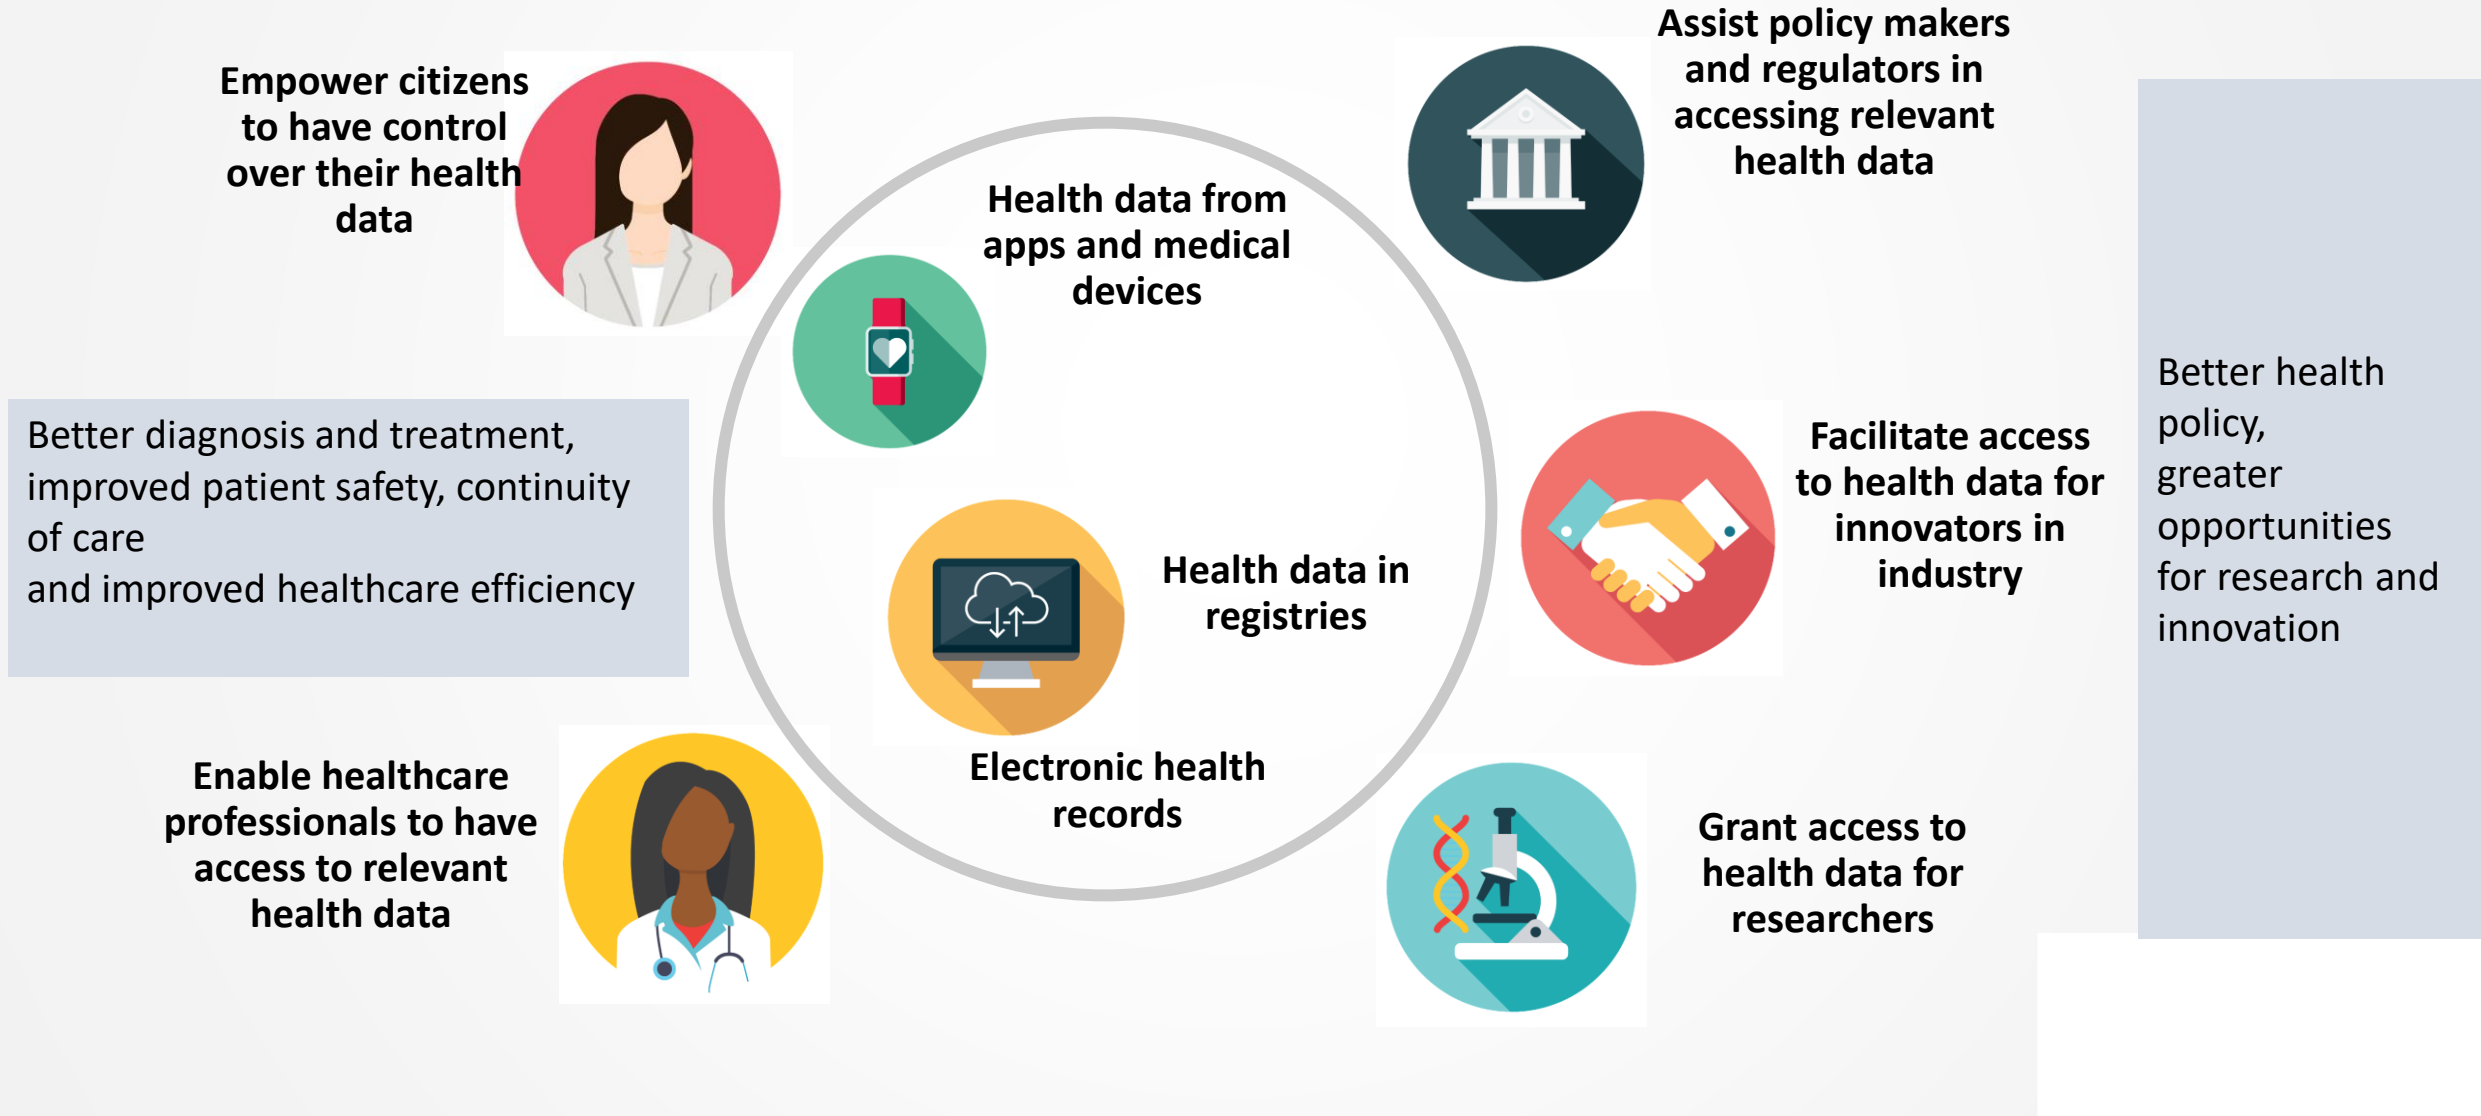 Empower citizens
to have control
over their health
data
Better diagnosis and treatment,
improved patient safety, continuity
of care
and improved healthcare efficiency
Enable healthcare
professionals to have
access to relevant
health data
Health data from
apps and medical
devices
Health data in
registries
Electronic health
records
Assist policy makers
and regulators in
accessing relevant
health data
Facilitate access
to health data for
innovators in
industry
Grant access to
health data for
researchers
Better health
policy,
greater
opportunities
for research and
innovation